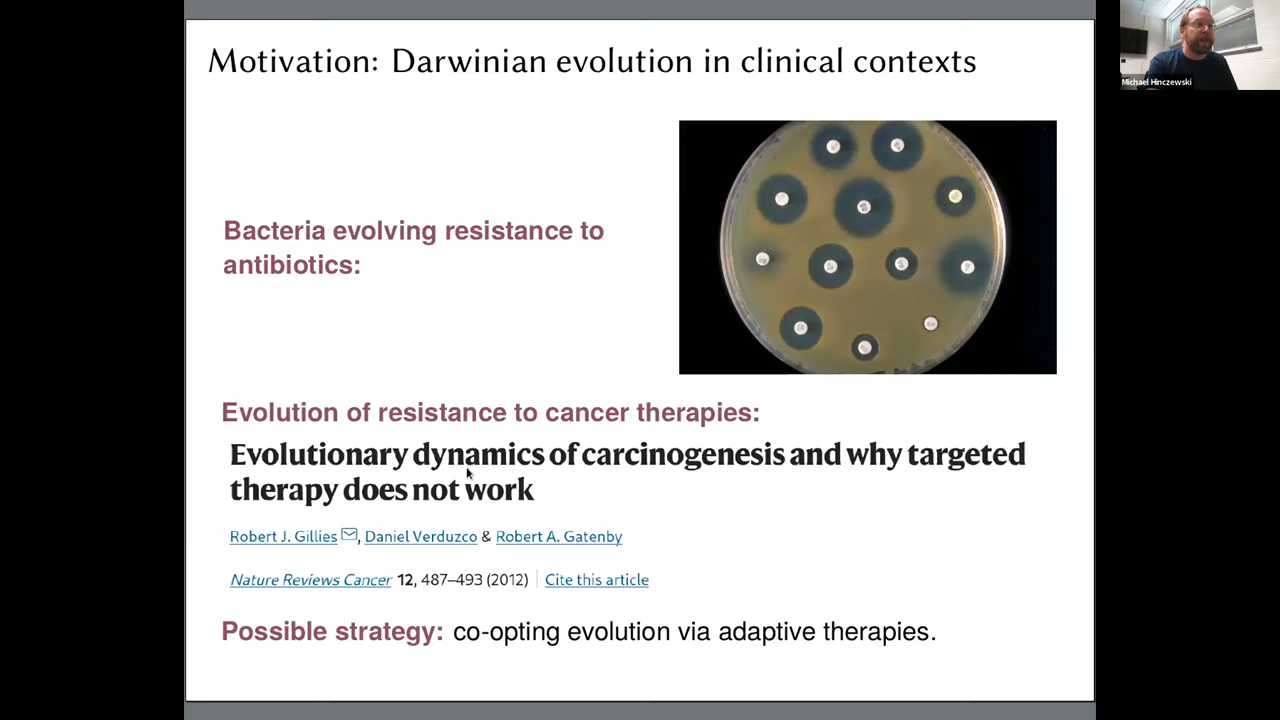 Motivation: Darwinian evolution in clinical contexts
Michael Hinczewski
Bacteria evolving resistance to
antibiotics:
Evolution of resistance to cancer therapies:
Evolutionary dynamics of carcinogenesis and why targeted
therapy does not work
Robert J. Gillies, Daniel Verduzco & Robert A. Gatenby
Nature Reviews Cancer 12, 487–493 (2012) | Cite this article
Possible strategy: co-opting evolution via adaptive therapies.